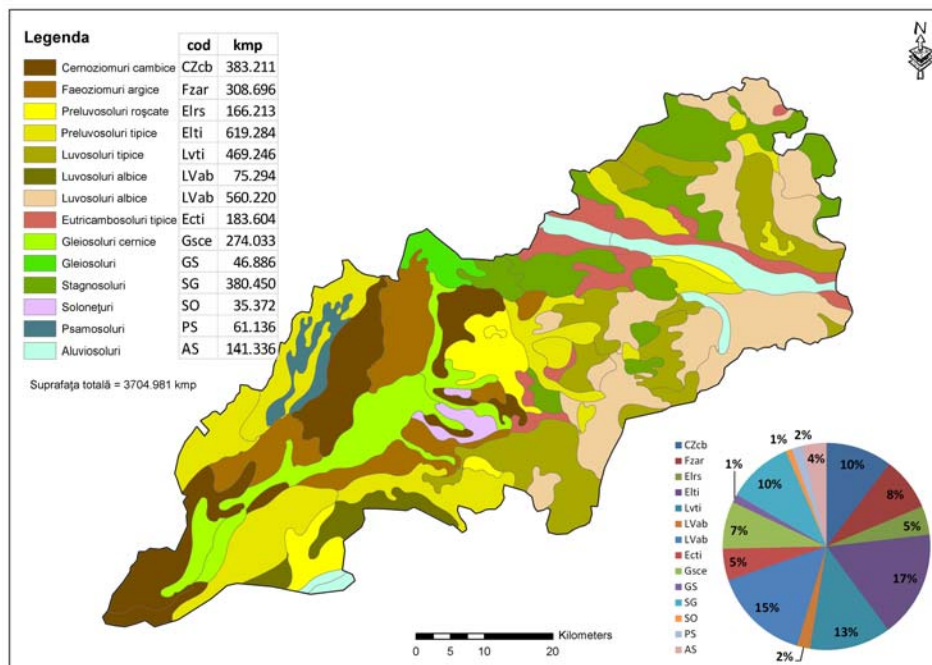 Legenda
cod kmp
Cernoziomuri cambice CZcb 383.211
Faeoziomuri argice Fzar 308.696
Preluvosoluri roșcate Elrs 166.213
Preluvosoluri tipice Elti 619.284
Luvosoluri tipice Lvti 469.246
Luvosoluri albice LVab 75.294
Luvosoluri albice LVab 560.220
Eutricambosoluri tipice Ecti 183.604
Gleiosoluri cernice Gsce 274.033
Gleiosoluri GS 46.886
Stagnosoluri SG 380.450
Solonețuri SO 35.372
Psamosoluri PS 61.136
Aluviosoluri AS 141.336
Suprafața totală = 3704.981 kmp
N
CZcb
Fzar
Elrs
Elti
Lvti
LVab
LVab
Ecti
Gsce
GS
SG
SO
PS
AS
10%
8%
5%
17%
13%
2%
15%
5%
7%
1%
10%
1%
2%
4%
0 5 10 20 Kilometers